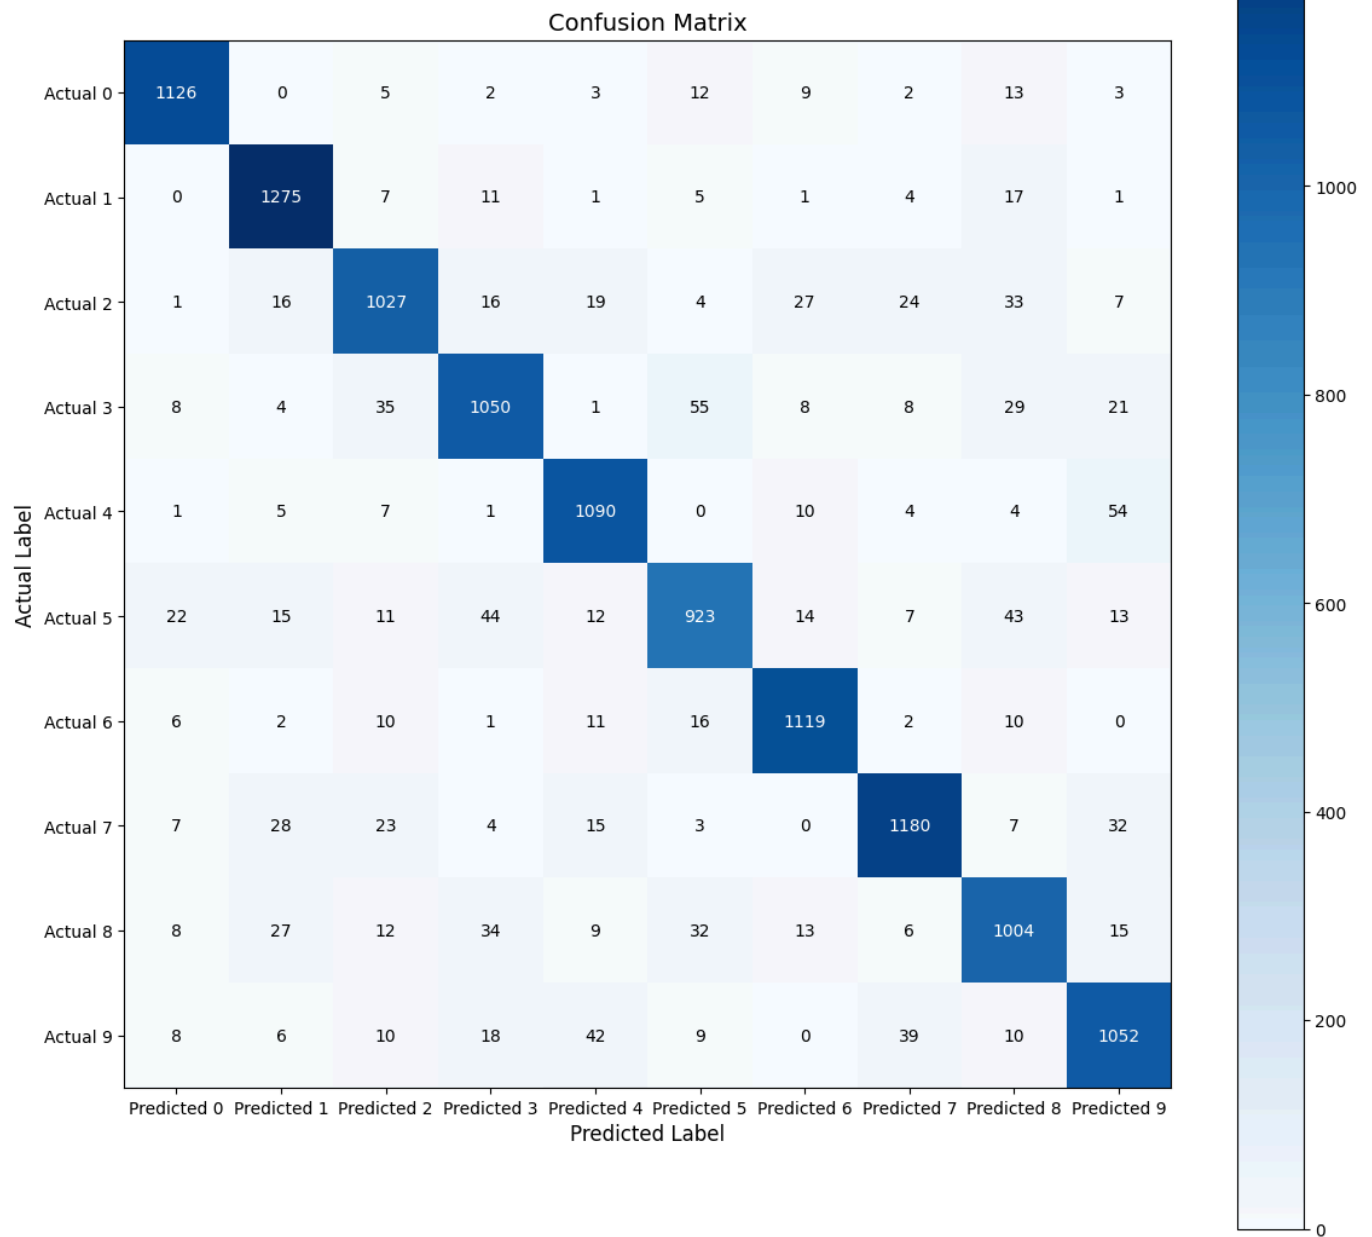 Confusion Matrix
Actual 0 1126 0 5 2 3 12 9 2 13 3
Actual 1 0 1275 7 11 1 5 1 4 17 1
Actual 2 1 16 1027 16 19 4 27 24 33 7
Actual 3 8 4 35 1050 1 55 8 8 29 21
Actual 4 1 5 7 1 1090 0 10 4 4 54
Actual 5 22 15 11 44 12 923 14 7 43 13
Actual 6 6 2 10 1 11 16 1119 2 10 0
Actual 7 7 28 23 4 15 3 0 1180 7 32
Actual 8 8 27 12 34 9 32 13 6 1004 15
Actual 9 8 6 10 18 42 9 0 39 10 1052
Predicted 0 Predicted 1 Predicted 2 Predicted 3 Predicted 4 Predicted 5 Predicted 6 Predicted 7 Predicted 8 Predicted 9
Predicted Label
Actual Label
1000
800
600
400
200
0